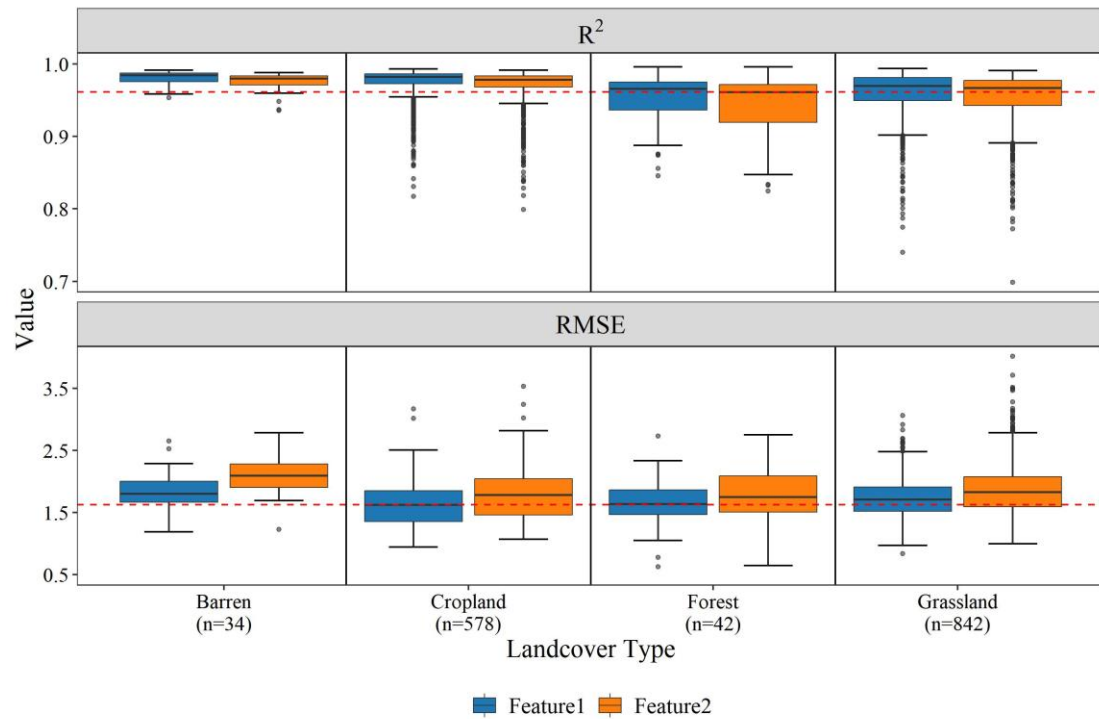 R²
1.0
0.9
0.8
0.7
Value
RMSE
3.5
2.5
1.5
0.5
Barren Cropland Forest Grassland
(n=34) (n=578) (n=42) (n=842)
Landcover Type
Feature1 Feature2